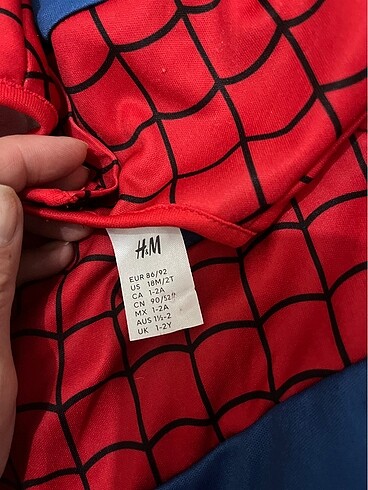 H&M
EUR 86/92
US 18M/2T
CA 1-2A
CN 90/52
MX 1-2A
AUS 1½-2
UK 1-2Y